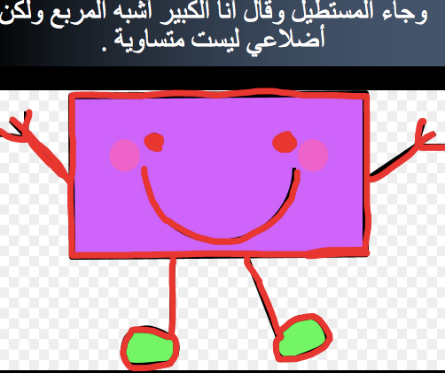 وجاء المستطيل وقال أنا الكبير أشبه المربع ولكن
أضلاعي ليست متساوية .